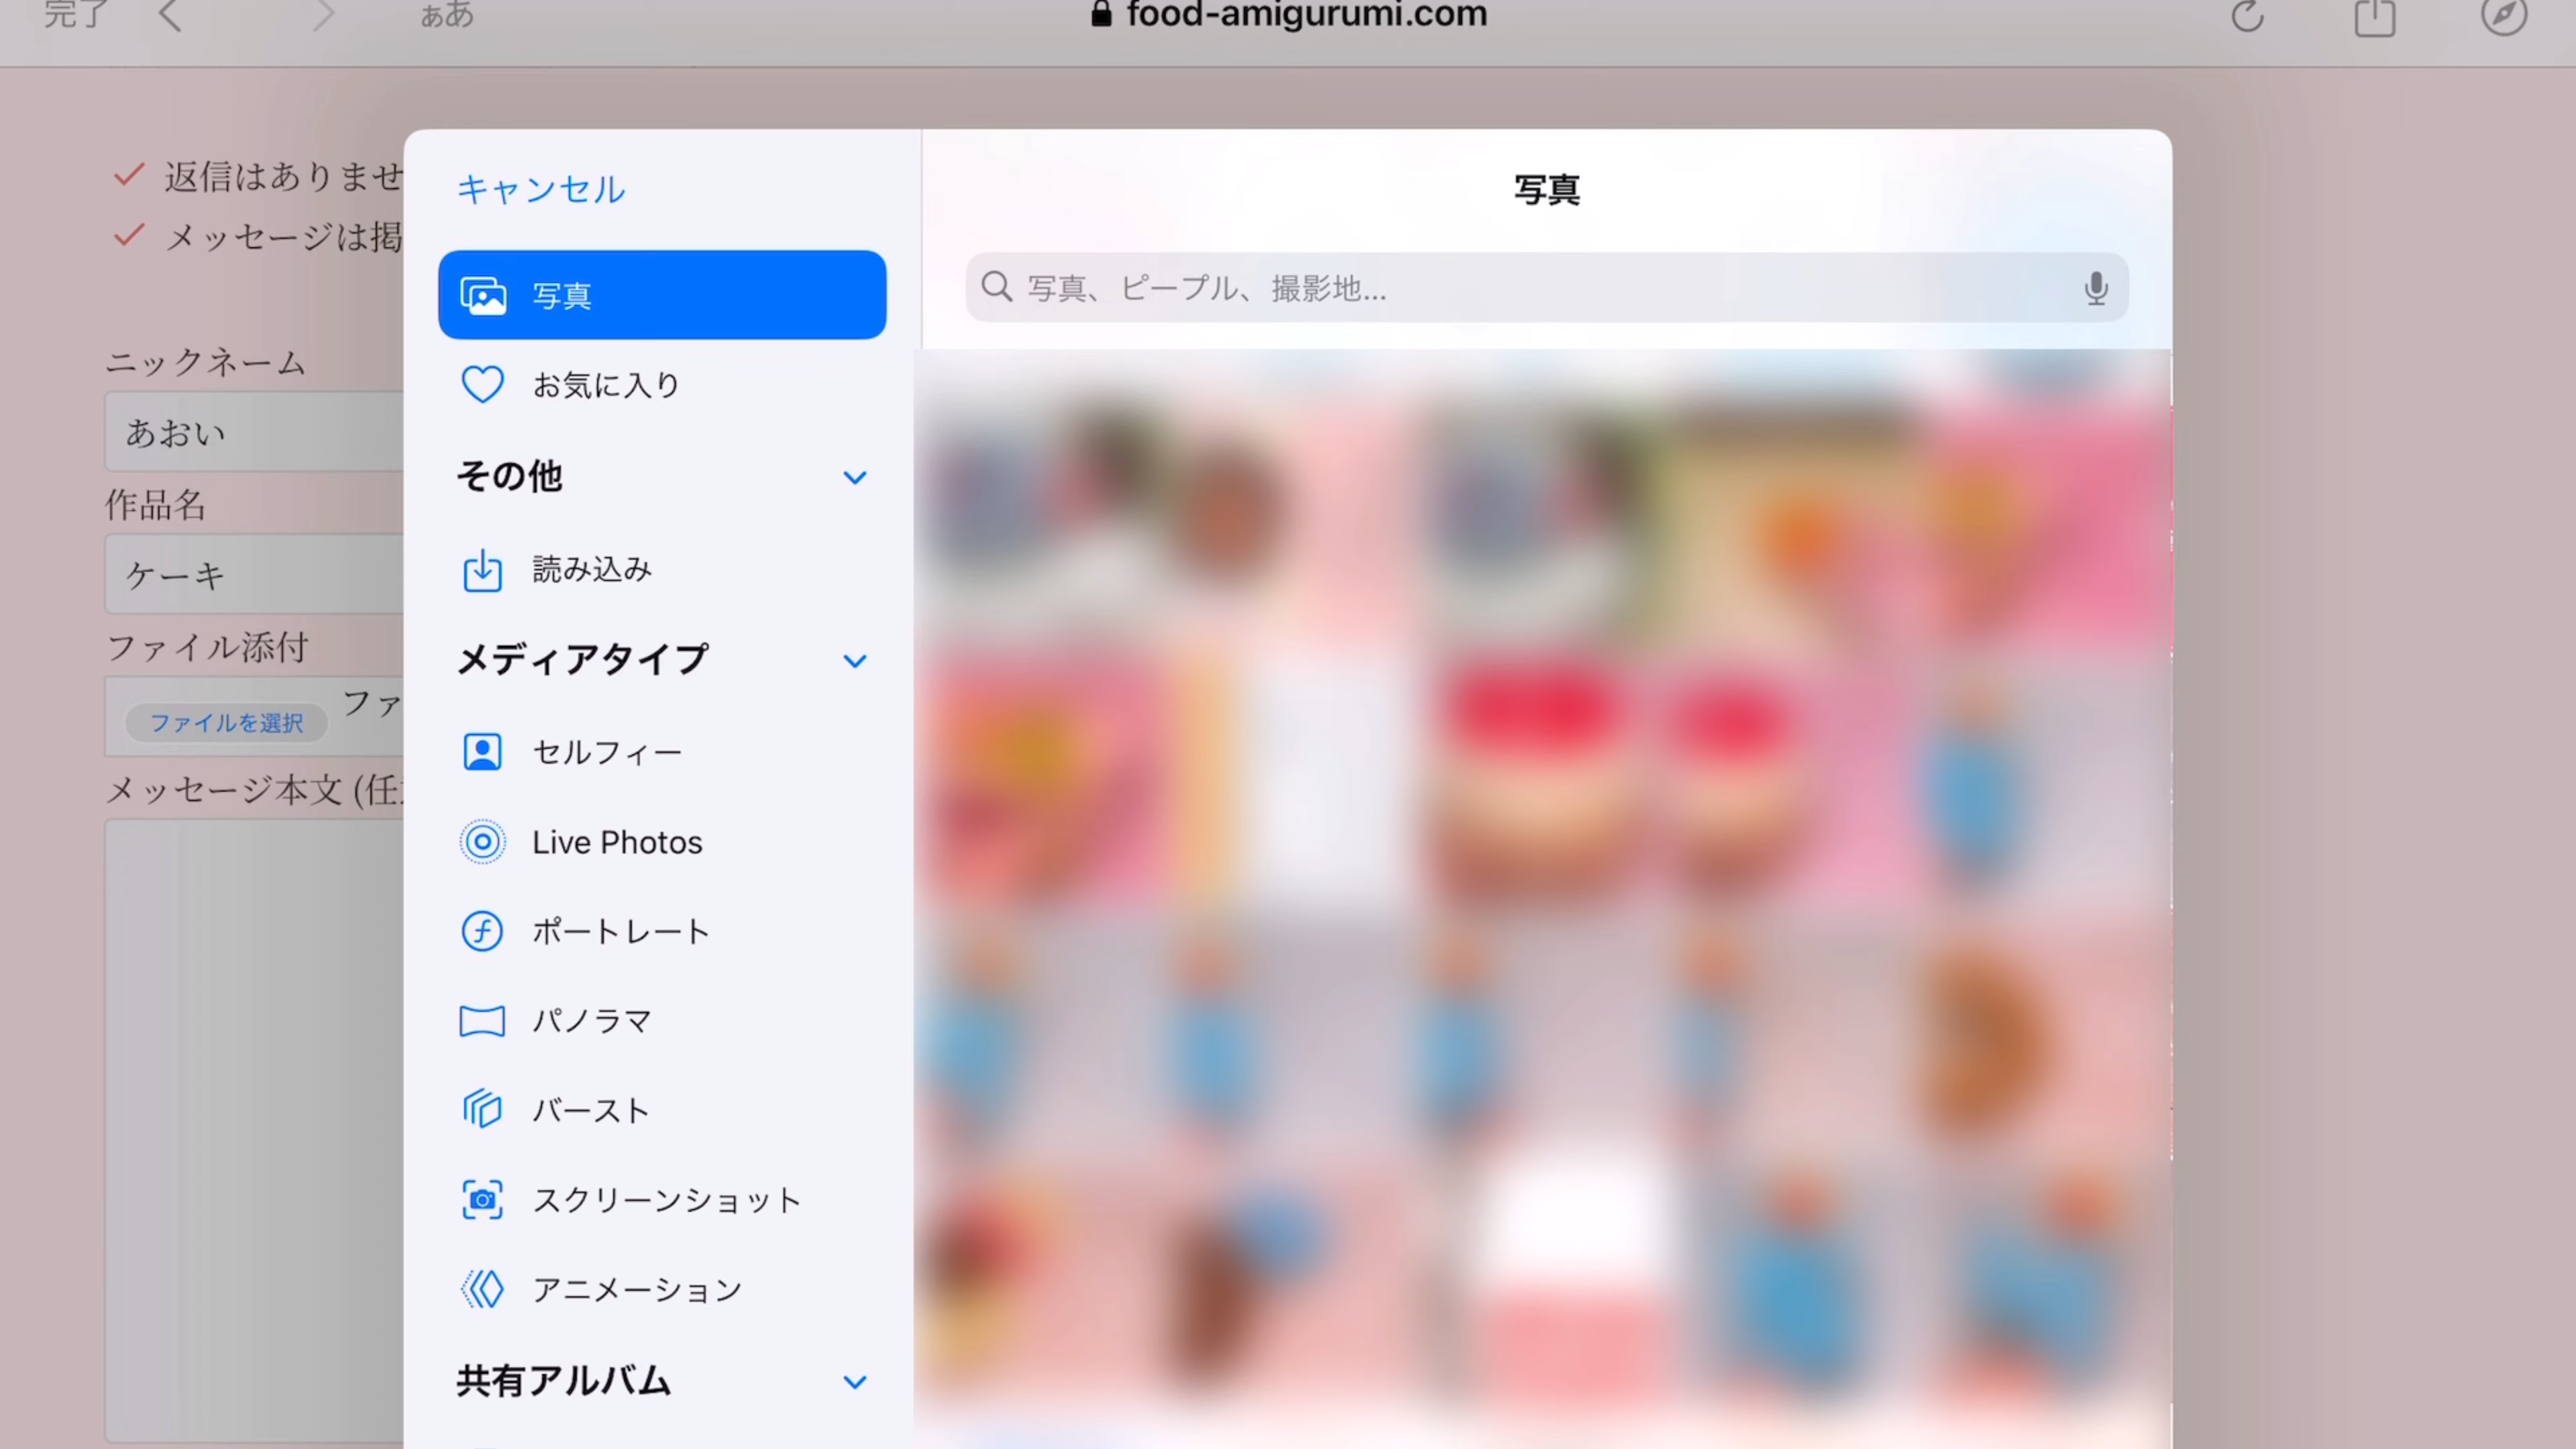 完了
ああ
food-amigurumi.com
返信はありませ
メッセージは掲
ニックネーム
あおい
作品名
ケーキ
ファイル添付
ファイルを選択 ファ
メッセージ本文 (任
キャンセル
写真
お気に入り
その他
読み込み
メディアタイプ
セルフィー
Live Photos
ポートレート
パノラマ
バースト
スクリーンショット
アニメーション
共有アルバム
写真
写真、ピープル、撮影地...